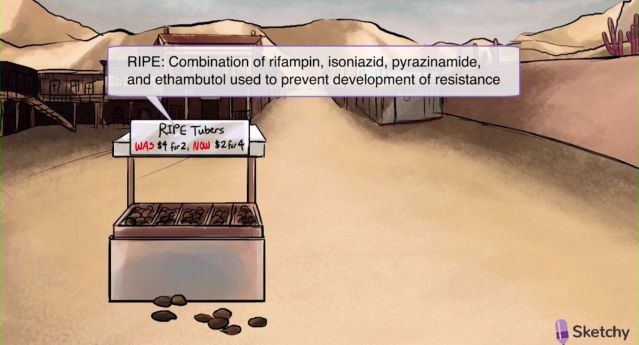 RIPE: Combination of rifampin, isoniazid, pyrazinamide,
and ethambutol used to prevent development of resistance
RIPE Tubers
WAS $4 for 2, NOW $2 for 4
Sketchy